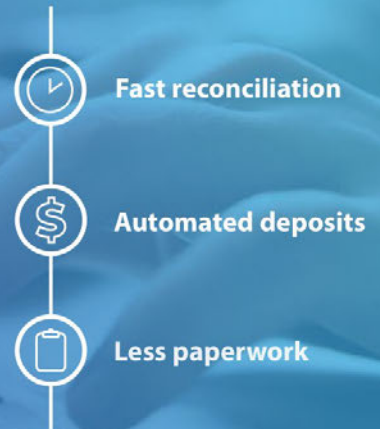 Fast reconciliation
Automated deposits
Less paperwork